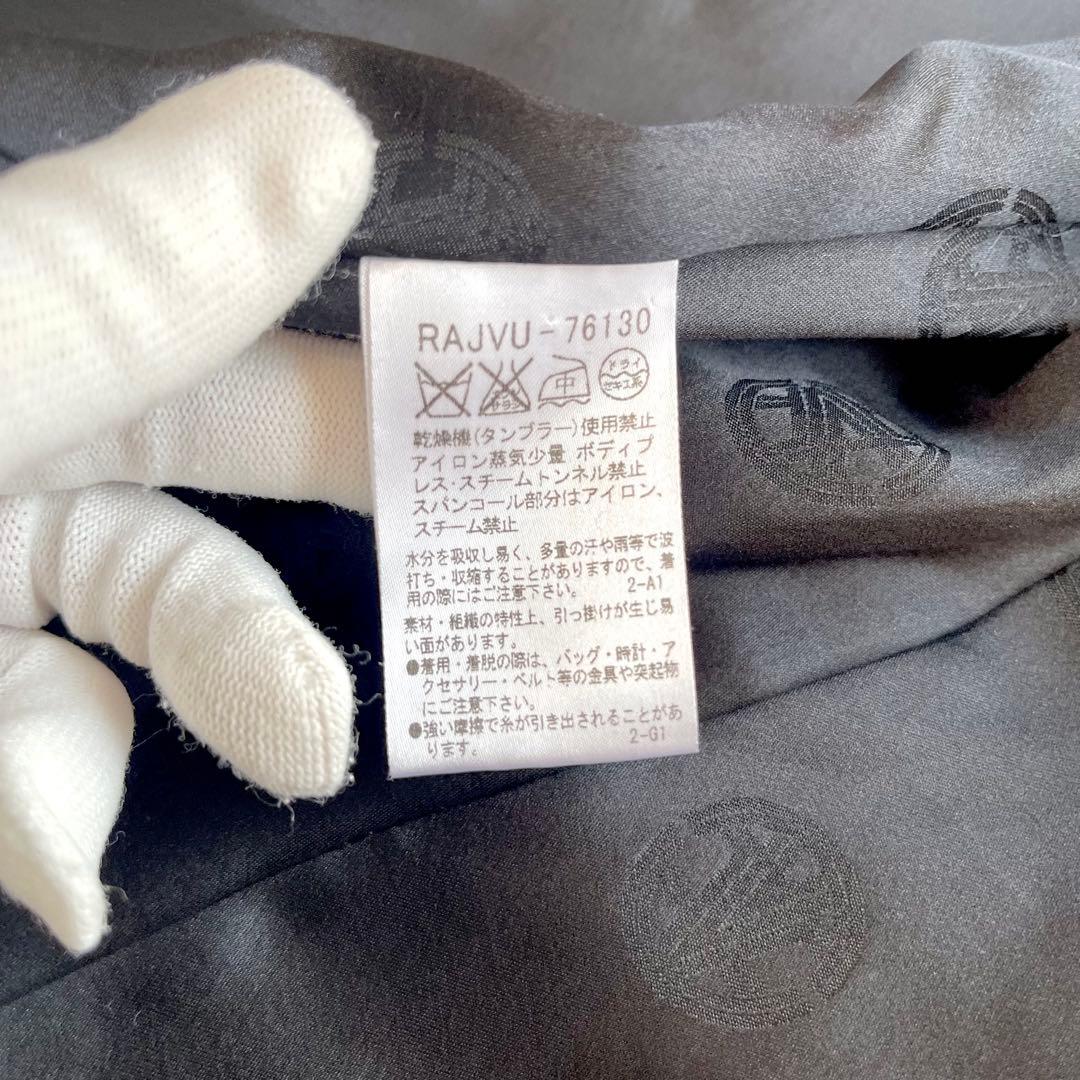 RAJVU-76130
エンソ
サラシ
中
ドライ
セキユ系
乾燥機(タンブラー)使用禁止
アイロン蒸気少量 ボディプ
レス・スチームトンネル禁止
スパンコール部分はアイロン、
スチーム禁止
水分を吸収し易く、多量の汗や雨等で波
打ち・収縮することがありますので、着
用の際にはご注意下さい。 2-A1
素材・組織の特性上、引っ掛けが生じ易
い面があります。
●着用・着脱の際は、バッグ・時計・ア
クセサリー・ベルト等の金具や突起物
にご注意下さい。
●強い摩擦で糸が引き出されることがあ
ります。 2-G1